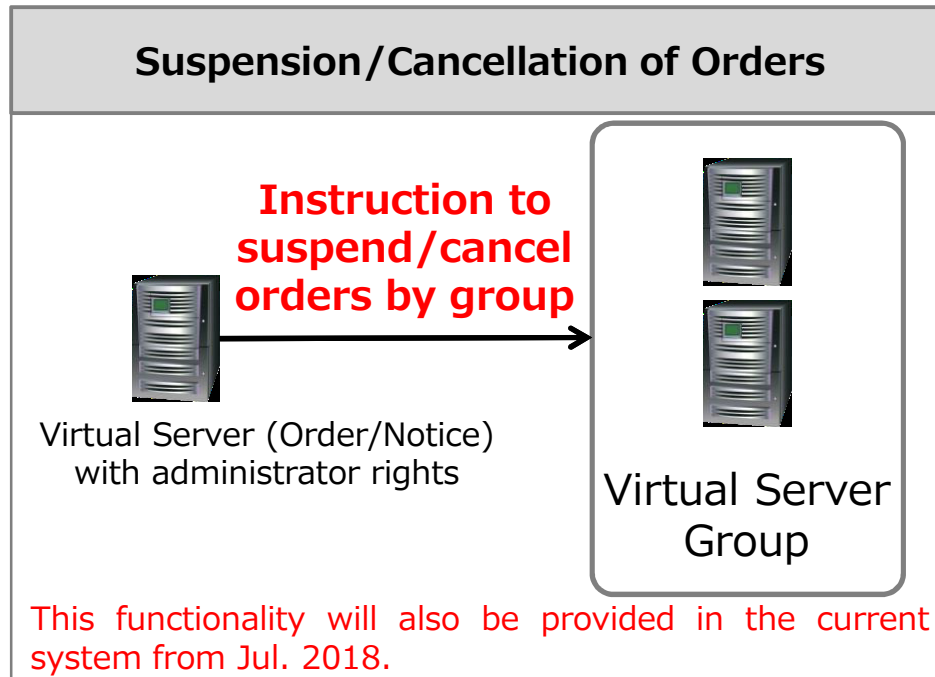 Suspension/Cancellation of Orders
Instruction to
suspend/cancel
orders by group
Virtual Server (Order/Notice)
with administrator rights
Virtual Server
Group
This functionality will also be provided in the current
system from Jul. 2018.